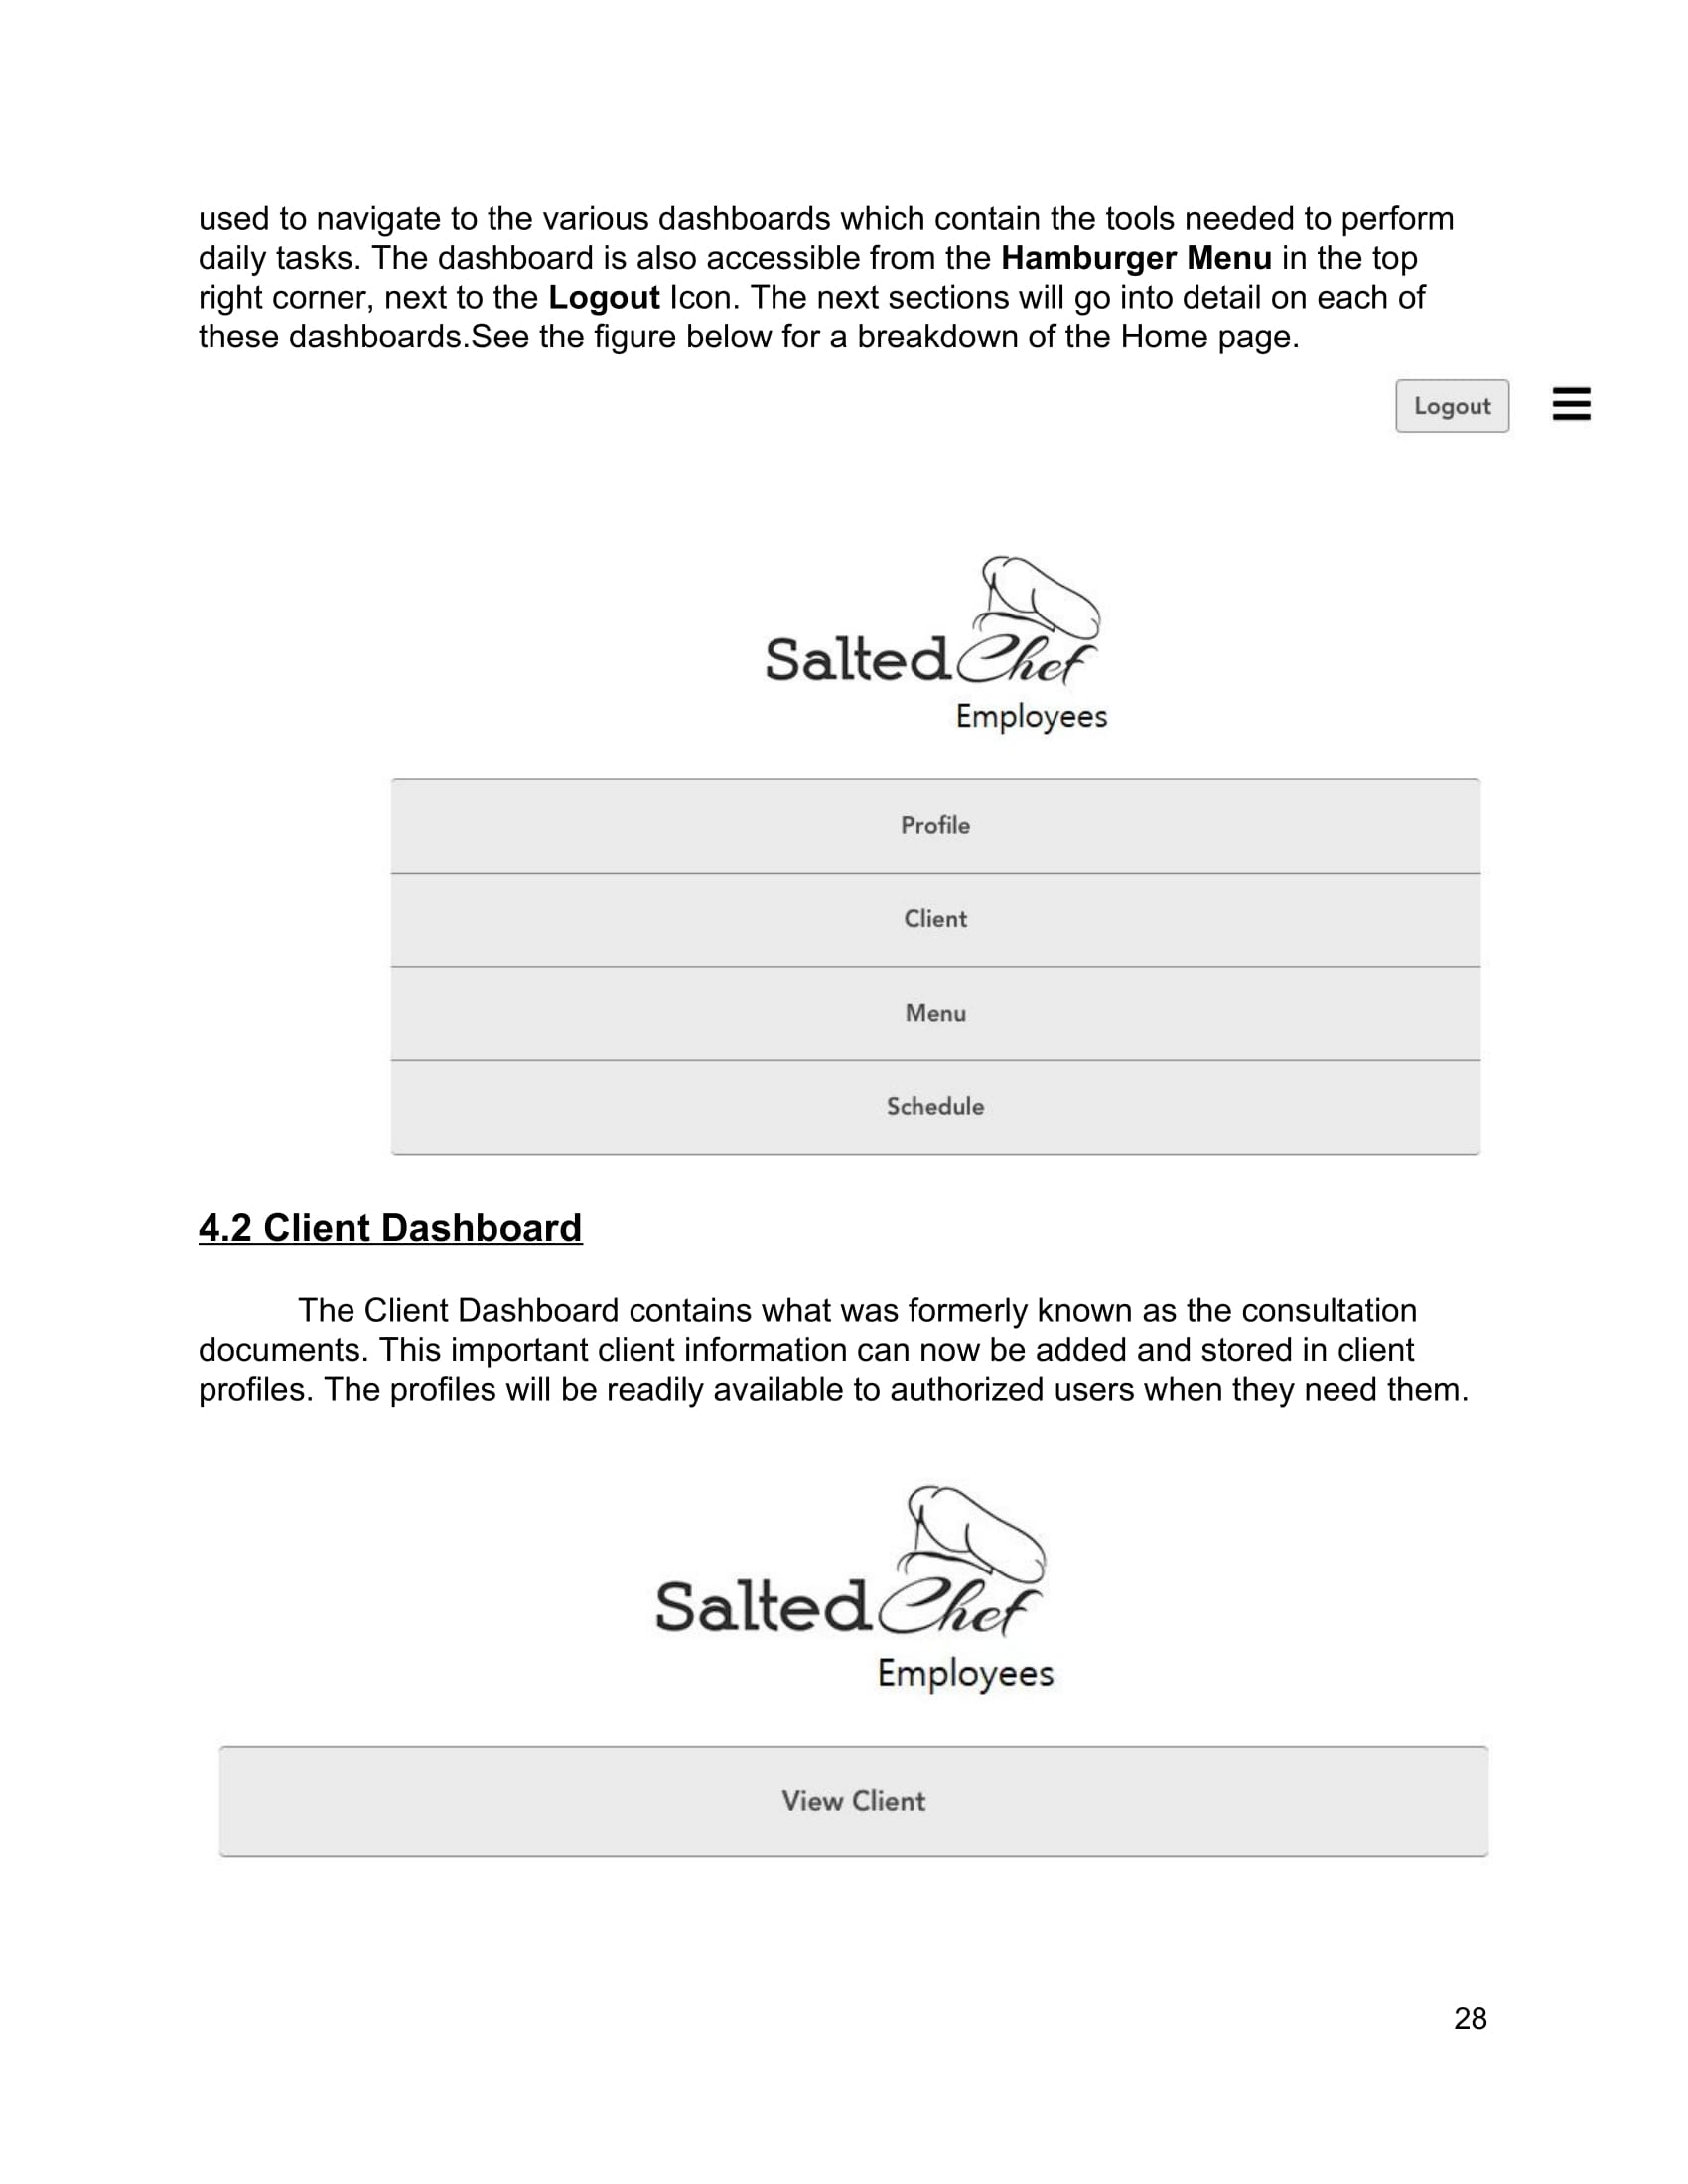 used to navigate to the various dashboards which contain the tools needed to perform
daily tasks. The dashboard is also accessible from the Hamburger Menu in the top
right corner, next to the Logout Icon. The next sections will go into detail on each of
these dashboards.See the figure below for a breakdown of the Home page.
Logout
Salted Chef
Employees
Profile
Client
Menu
Schedule
4.2 Client Dashboard
The Client Dashboard contains what was formerly known as the consultation
documents. This important client information can now be added and stored in client
profiles. The profiles will be readily available to authorized users when they need them.
Salted Chef
Employees
View Client
28